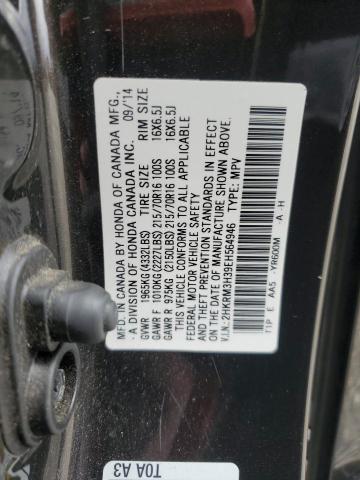 MFD. IN CANADA BY HONDA OF CANADA MFG.,
- A DIVISION OF HONDA CANADA INC. 09/'14
GVWR 1965KG(4332LBS) TIRE SIZE RIM SIZE
GAWR F 1010KG(2227LBS) 215/70R16 100S 16X6.5J
GAWR R 975KG(2150LBS) 215/70R16 100S 16X6.5J
THIS VEHICLE CONFORMS TO ALL APPLICABLE
FEDERAL MOTOR VEHICLE SAFETY
AND THEFT PREVENTION STANDARDS IN EFFECT
ON THE DATE OF MANUFACTURE SHOWN ABOVE.
V.I.N.:2HKRM3H39EH564946 TYPE: MPV
T1P E AA5 -YR600M -A -H
T0A A3